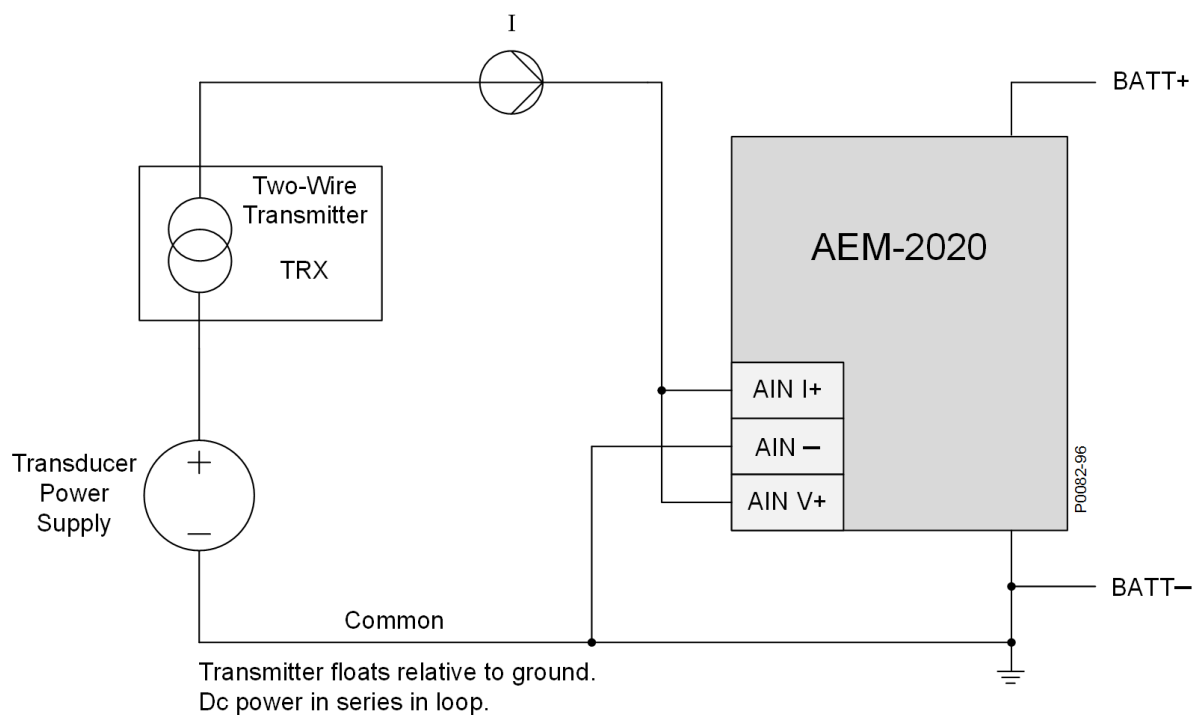 I
BATT+
Two-Wire
Transmitter
TRX
AEM-2020
AIN I+
AIN –
AIN V+
P0082-96
Transducer
Power
Supply
+
–
BATT–
Common
Transmitter floats relative to ground.
Dc power in series in loop.